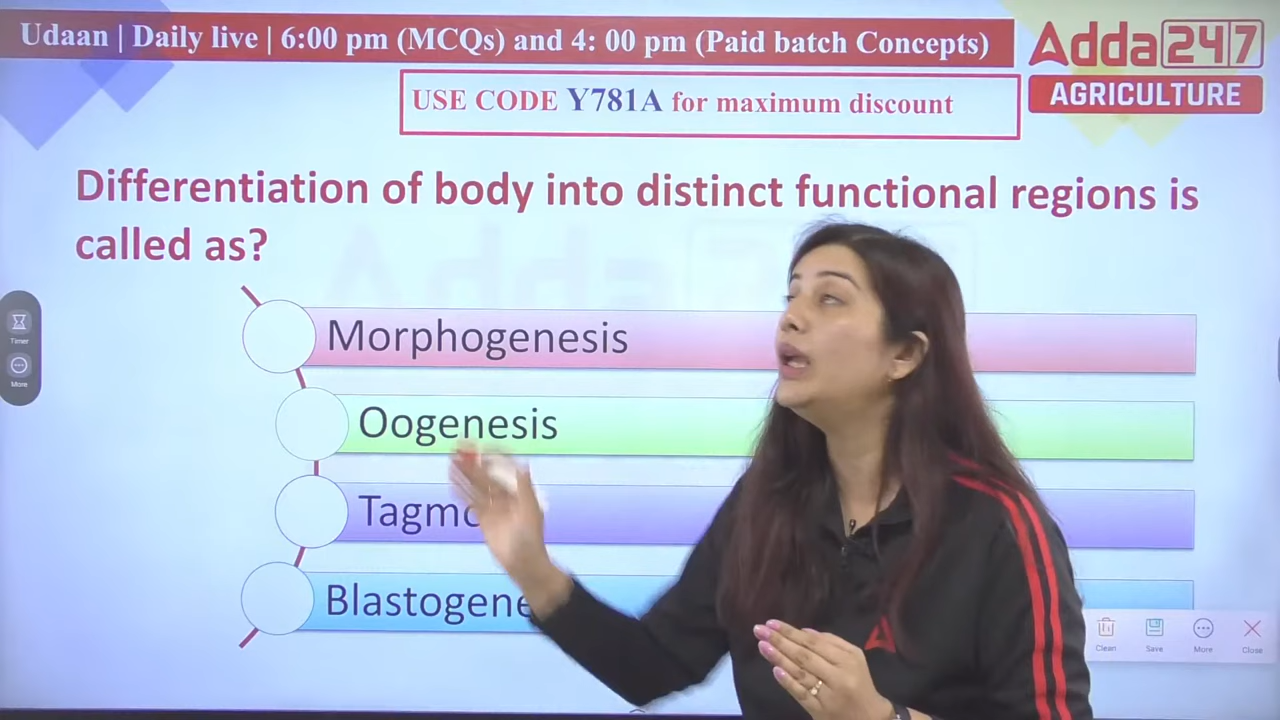 Udaan | Daily live | 6:00 pm (MCQs) and 4: 00 pm (Paid batch Concepts)
Adda247
AGRICULTURE
USE CODE Y781A for maximum discount
Differentiation of body into distinct functional regions is
called as?
Morphogenesis
Oogenesis
Blastogene
Timer
More
Clean
Save
More
Close